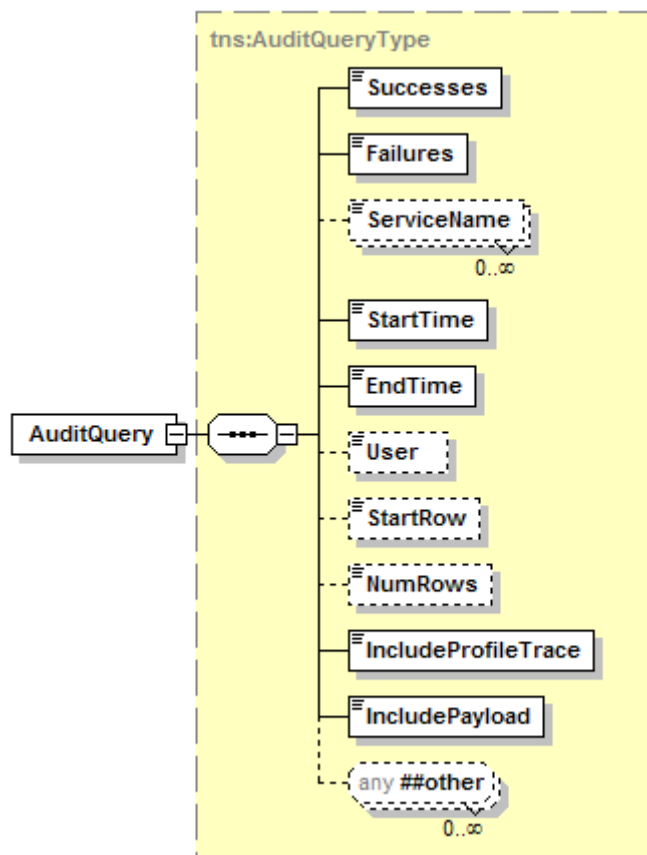 tns:AuditQueryType
Successes
Failures
ServiceName
0..∞
StartTime
EndTime
AuditQuery
User
StartRow
NumRows
IncludeProfileTrace
IncludePayload
any ##other
0..∞